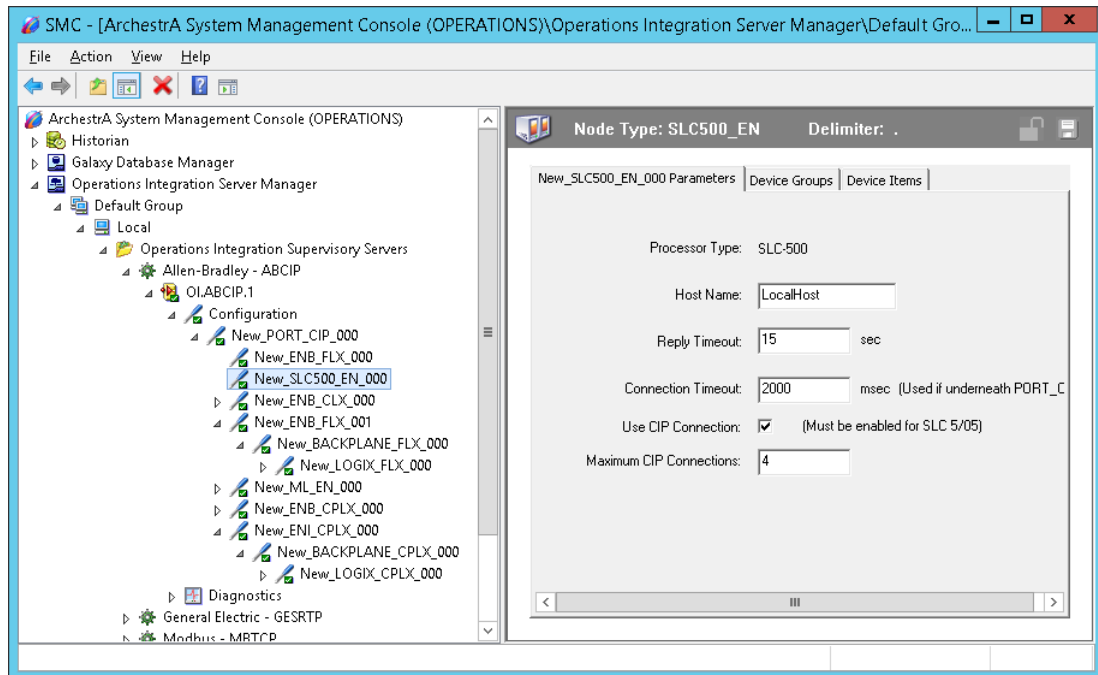 SMC - [ArchestrA System Management Console (OPERATIONS)\Operations Integration Server Manager\Default Gro...
File Action View Help
ArchestrA System Management Console (OPERATIONS)
Historian
Galaxy Database Manager
Operations Integration Server Manager
Default Group
Local
Operations Integration Supervisory Servers
Allen-Bradley - ABCIP
OI.ABCIP.1
Configuration
New_PORT_CIP_000
New_ENB_FLX_000
New_SLC500_EN_000
New_ENB_CLX_000
New_ENB_FLX_001
New_BACKPLANE_FLX_000
New_LOGIX_FLX_000
New_ML_EN_000
New_ENB_CPLX_000
New_ENI_CPLX_000
New_BACKPLANE_CPLX_000
New_LOGIX_CPLX_000
Diagnostics
General Electric - GESRTP
Modbus - MBTCP
Node Type: SLC500_EN Delimiter: .
New_SLC500_EN_000 Parameters Device Groups Device Items
Processor Type: SLC-500
Host Name: LocalHost
Reply Timeout: 15 sec
Connection Timeout: 2000 msec (Used if underneath PORT_C
Use CIP Connection: (Must be enabled for SLC 5/05)
Maximum CIP Connections: 4